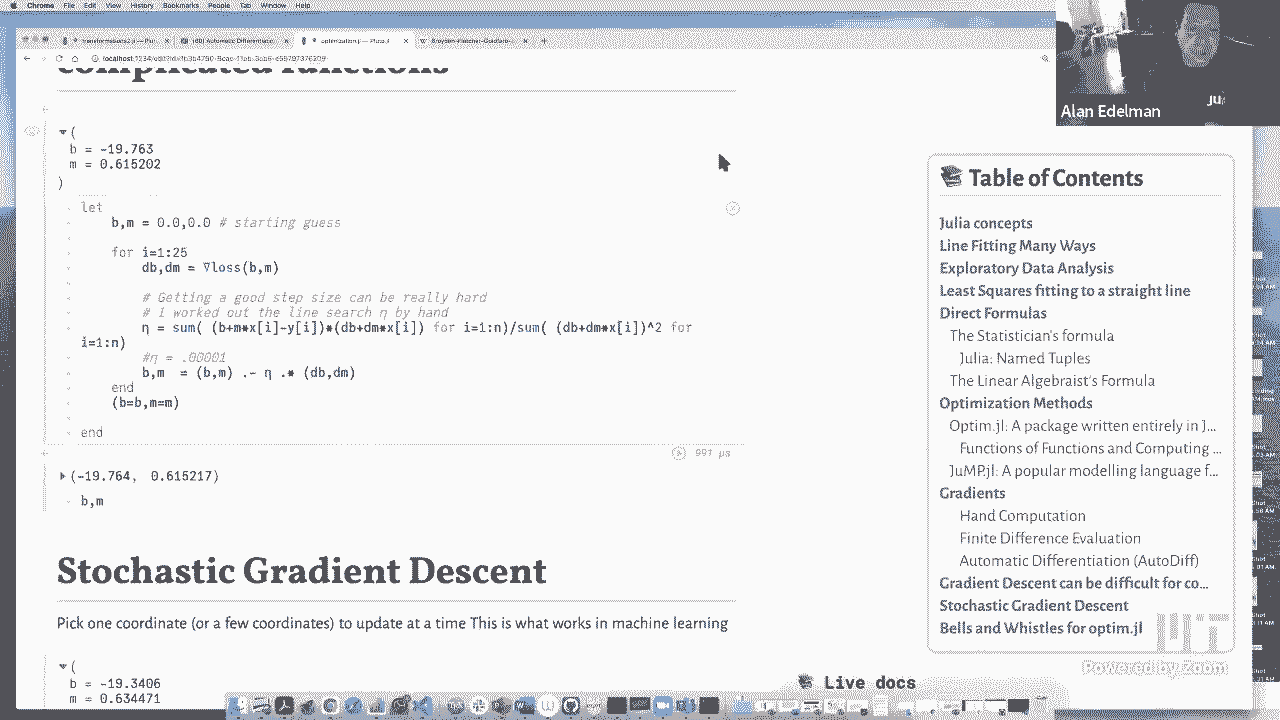 Chrome File Edit View History Bookmarks People Tab Window Help
optimization.jl — Pluto.jl
complicated functions
Alan Edelman
(
b = -19.763
m = 0.615202
)
let
b,m = 0.0,0.0 # starting guess
for i=1:25
db,dm = ∇loss(b,m)
# Getting a good step size can be really hard
# I worked out the line search η by hand
η = sum( (b+m*x[i]-y[i])*(db+dm*x[i]) for i=1:n)/sum( (db+dm*x[i])^2 for
i=1:n)
#η = .00001
b,m = (b,m) .- η .* (db,dm)
end
(b=b,m=m)
end
991 μs
(-19.764, 0.615217)
b,m
Stochastic Gradient Descent
Pick one coordinate (or a few coordinates) to update at a time This is what works in machine learning
(
b = -19.3406
m = 0.634471
Table of Contents
Julia concepts
Line Fitting Many Ways
Exploratory Data Analysis
Least Squares fitting to a straight line
Direct Formulas
The Statistician's formula
Julia: Named Tuples
The Linear Algebraist's Formula
Optimization Methods
Optim.jl: A package written entirely in J...
Functions of Functions and Computing ...
JuMP.jl: A popular modelling language f...
Gradients
Hand Computation
Finite Difference Evaluation
Automatic Differentiation (AutoDiff)
Gradient Descent can be difficult for co...
Stochastic Gradient Descent
Bells and Whistles for optim.jl
Powered by Zoom
Live docs